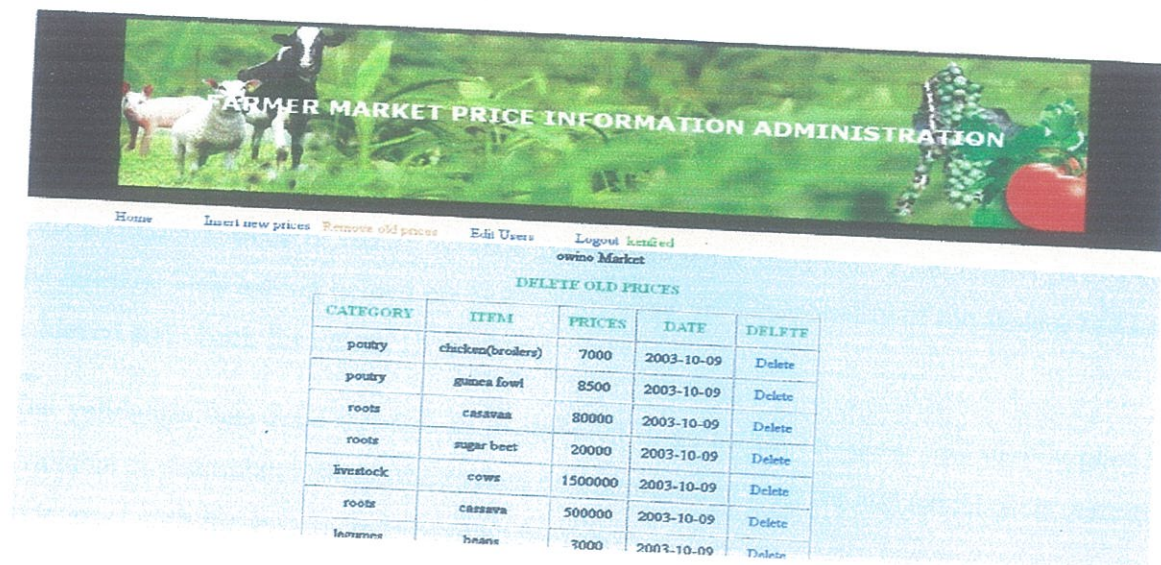 FARMER MARKET PRICE INFORMATION ADMINISTRATION
Home Insert new prices Remove old prices Edit Users Logout
owino Market
DELETE OLD PRICES
CATEGORY ITEM PRICES DATE DELETE
poutry chicken(broilers) 7000 2003-10-09 Delete
poutry guinea fowl 8500 2003-10-09 Delete
roots casavaa 80000 2003-10-09 Delete
roots sugar beet 20000 2003-10-09 Delete
livestock cows 1500000 2003-10-09 Delete
roots cassava 500000 2003-10-09 Delete
legumes beans 3000 2003-10-09 Delete